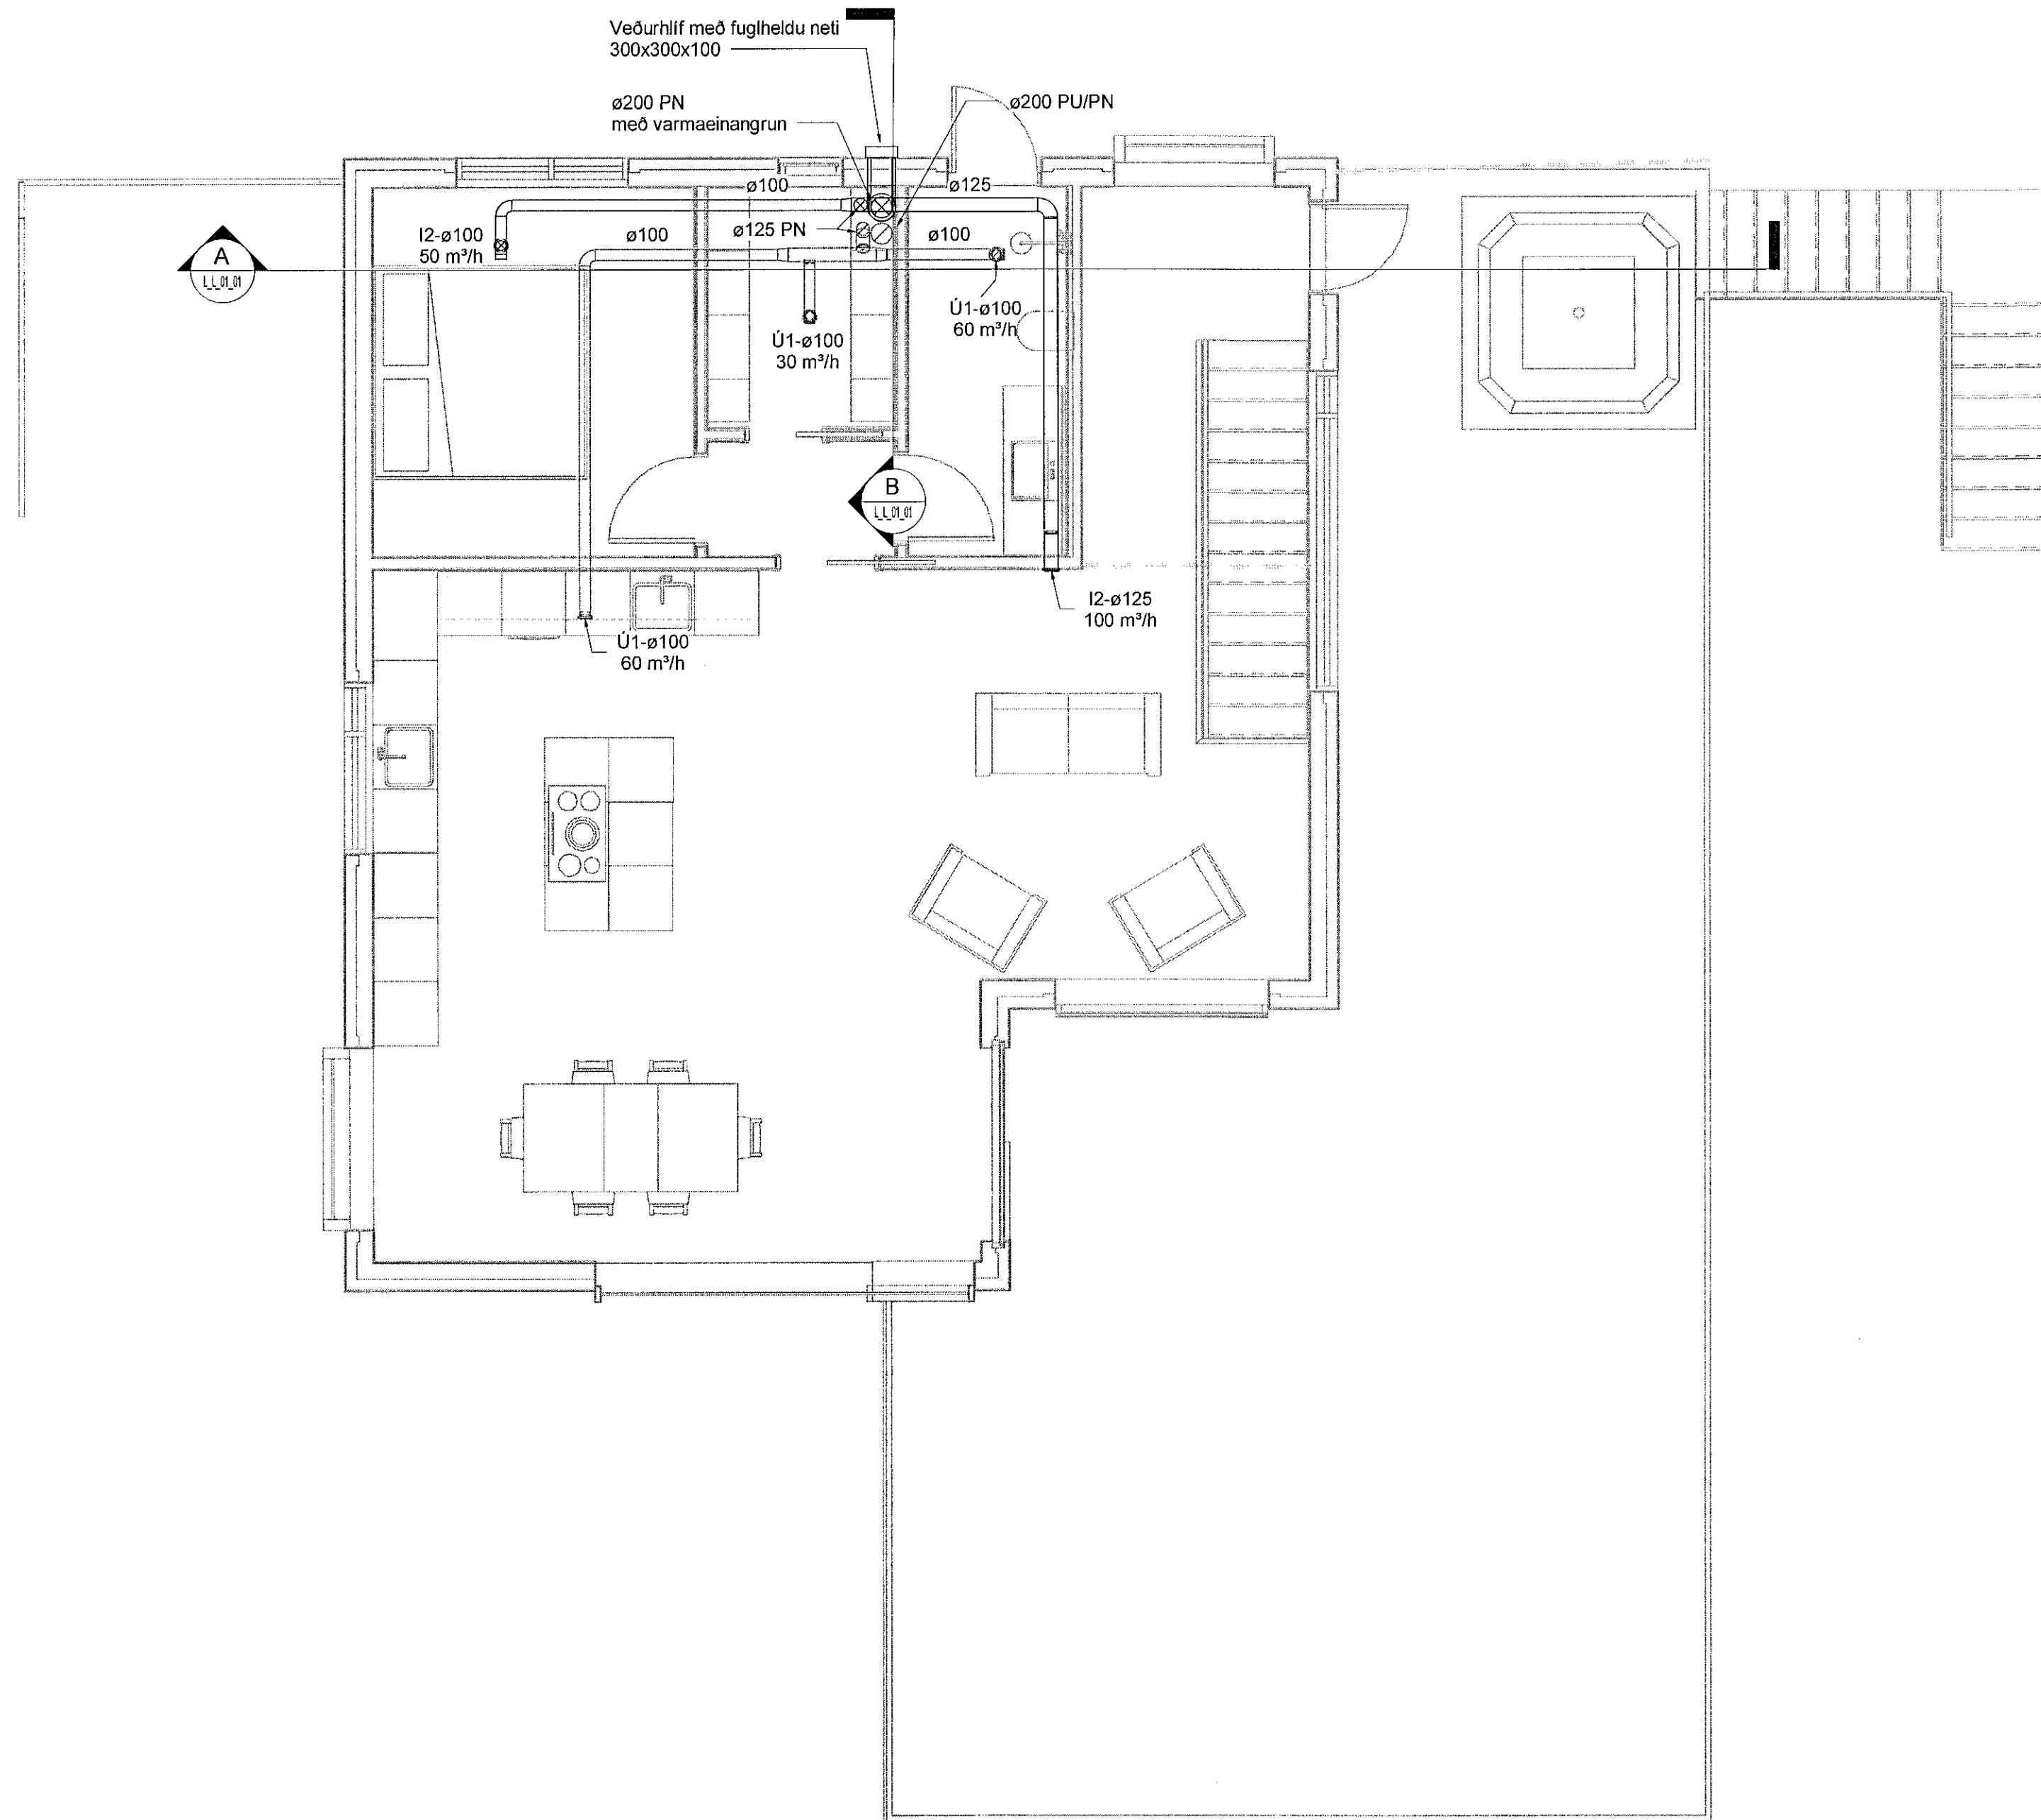 Veðurhlíf með fuglheldu neti
300x300x100
ø200 PN
með varmaeinangrun
ø200 PU/PN
ø100
ø125
I2-ø100
50 m³/h
ø100
ø125 PN
ø100
A
L_L_01_01
Ú1-ø100
60 m³/h
Ú1-ø100
30 m³/h
B
L_L_01_01
I2-ø125
100 m³/h
Ú1-ø100
60 m³/h